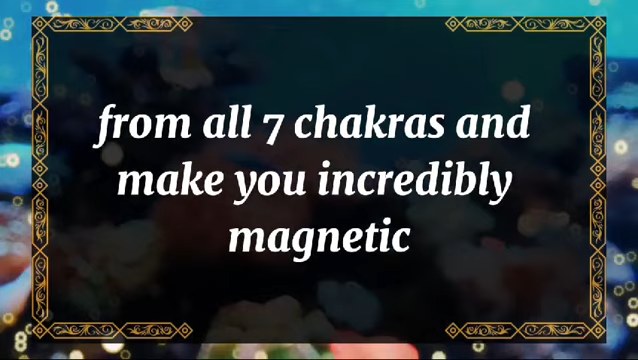 from all 7 chakras and
make you incredibly
magnetic